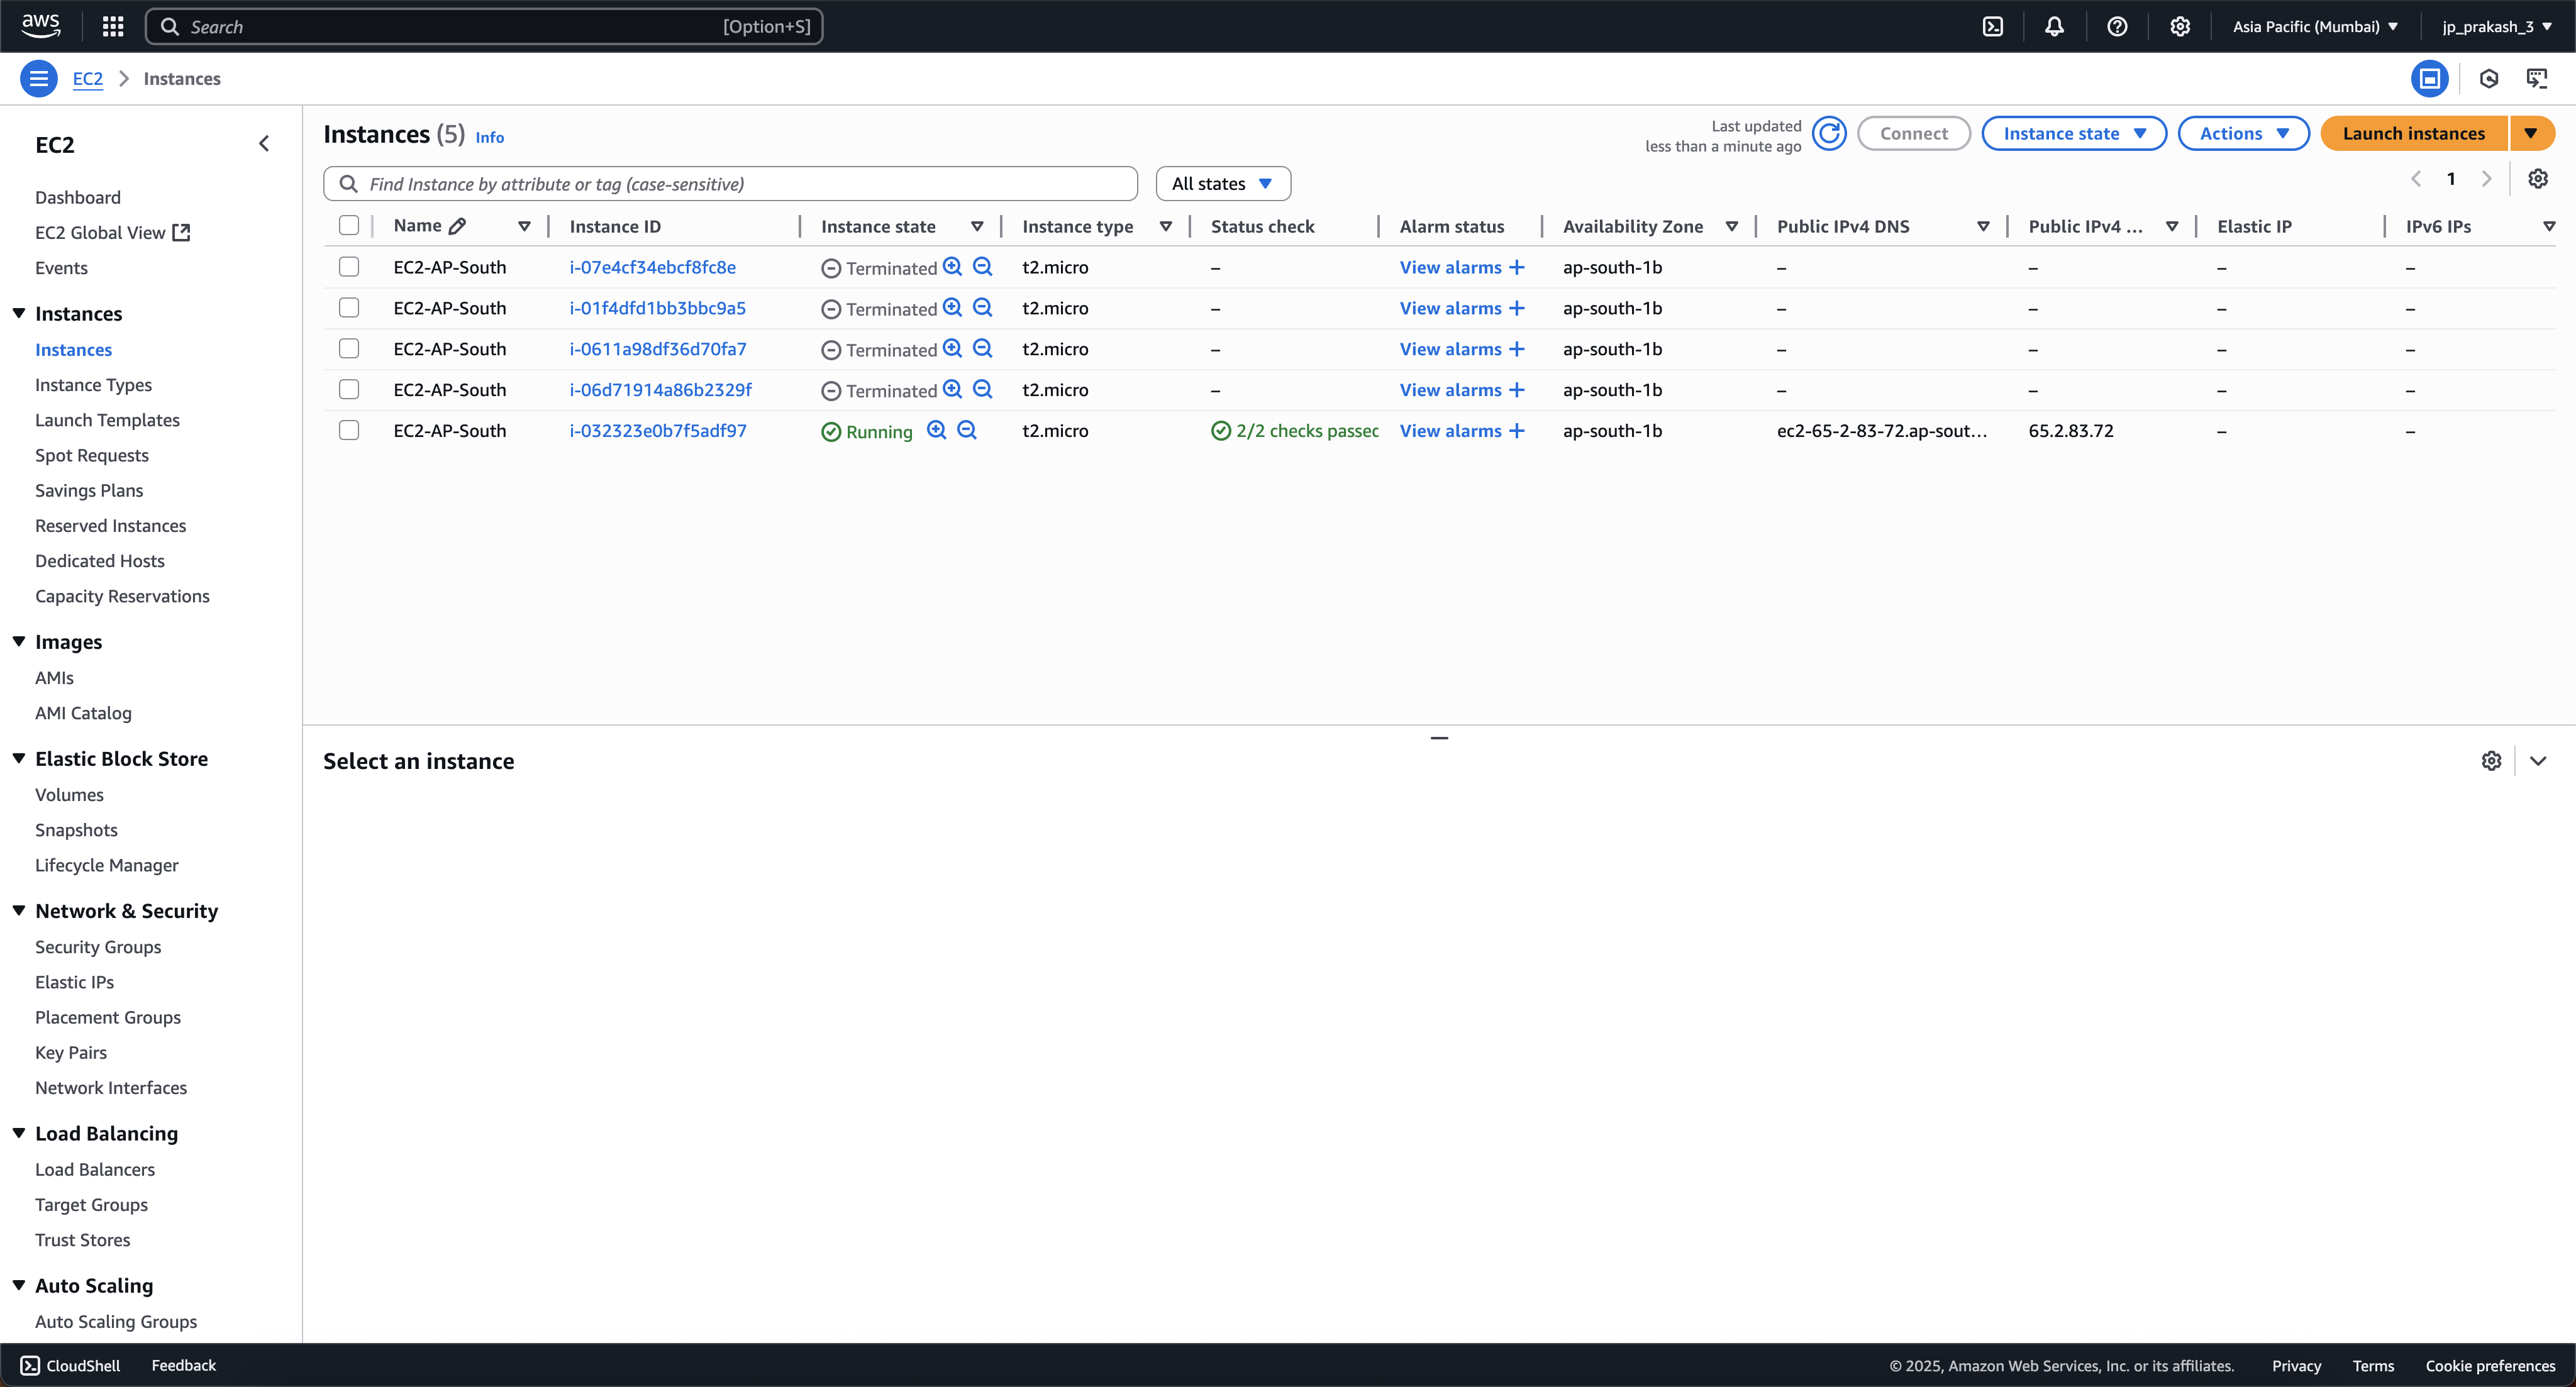 aws
Search [Option+S]
Asia Pacific (Mumbai)
jp_prakash_3
EC2
Instances
EC2
Dashboard
EC2 Global View
Events
Instances
Instances
Instance Types
Launch Templates
Spot Requests
Savings Plans
Reserved Instances
Dedicated Hosts
Capacity Reservations
Images
AMIs
AMI Catalog
Elastic Block Store
Volumes
Snapshots
Lifecycle Manager
Network & Security
Security Groups
Elastic IPs
Placement Groups
Key Pairs
Network Interfaces
Load Balancing
Load Balancers
Target Groups
Trust Stores
Auto Scaling
Auto Scaling Groups
Instances (5) Info
Last updated
less than a minute ago
Connect
Instance state
Actions
Launch instances
Find Instance by attribute or tag (case-sensitive)
All states
1
Name Instance ID Instance state Instance type Status check Alarm status Availability Zone Public IPv4 DNS Public IPv4 ... Elastic IP IPv6 IPs
EC2-AP-South i-07e4cf34ebcf8fc8e Terminated t2.micro – View alarms + ap-south-1b – – – –
EC2-AP-South i-01f4dfd1bb3bbc9a5 Terminated t2.micro – View alarms + ap-south-1b – – – –
EC2-AP-South i-0611a98df36d70fa7 Terminated t2.micro – View alarms + ap-south-1b – – – –
EC2-AP-South i-06d71914a86b2329f Terminated t2.micro – View alarms + ap-south-1b – – – –
EC2-AP-South i-032323e0b7f5adf97 Running t2.micro 2/2 checks passec View alarms + ap-south-1b ec2-65-2-83-72.ap-sout... 65.2.83.72 – –
Select an instance
CloudShell
Feedback
© 2025, Amazon Web Services, Inc. or its affiliates.
Privacy
Terms
Cookie preferences